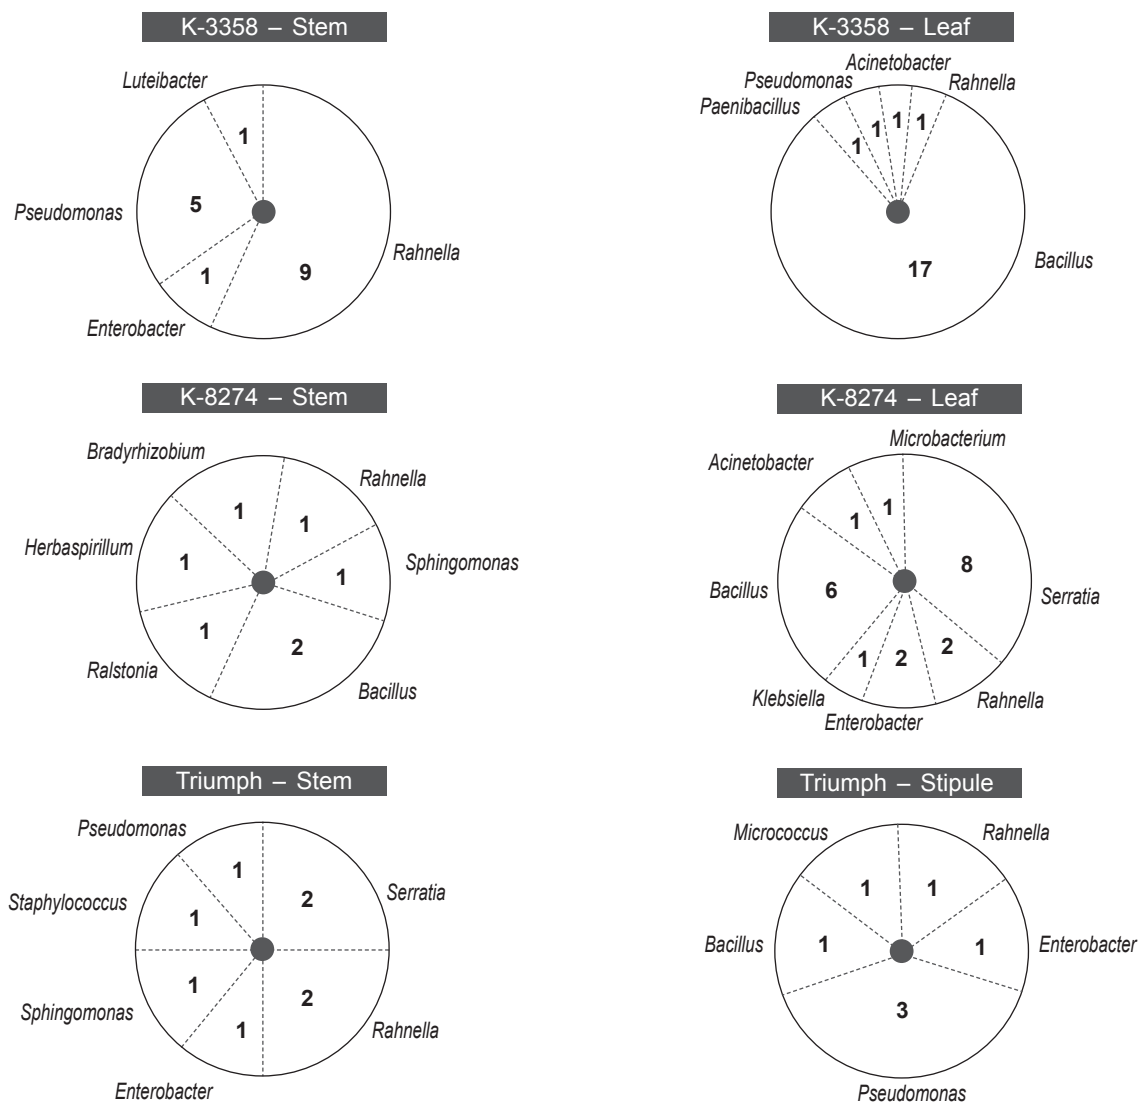 K-3358 – Stem
Luteibacter
1
5
Pseudomonas
1
9
Rahnella
Enterobacter
K-3358 – Leaf
Acinetobacter
Pseudomonas
Rahnella
Paenibacillus
1
1
1
1
17
Bacillus
K-8274 – Stem
Bradyrhizobium
Rahnella
1
1
Herbaspirillum
1
1
Sphingomonas
1
2
Ralstonia
Bacillus
K-8274 – Leaf
Microbacterium
Acinetobacter
1
1
8
Bacillus
6
Serratia
1
2
2
Klebsiella
Rahnella
Enterobacter
Triumph – Stem
Pseudomonas
1
2
Serratia
Staphylococcus
1
1
2
Sphingomonas
1
Rahnella
Enterobacter
Triumph – Stipule
Micrococcus
Rahnella
1
1
Bacillus
1
1
Enterobacter
3
Pseudomonas